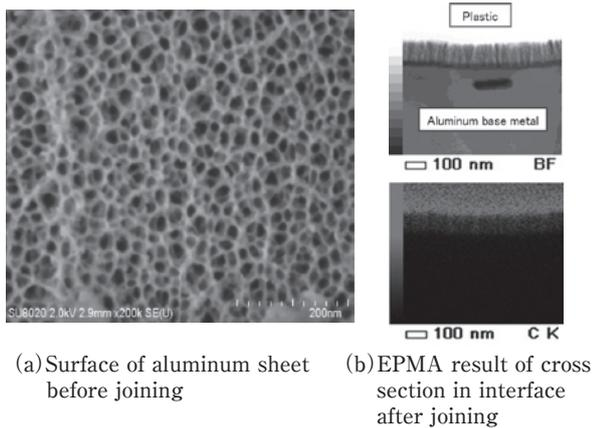 Plastic
Aluminum base metal
100 nm BF
SU8020 2.0kV 2.9mm x200k SE(U) 200nm
100 nm C K
(a) Surface of aluminum sheet
before joining
(b) EPMA result of cross
section in interface
after joining